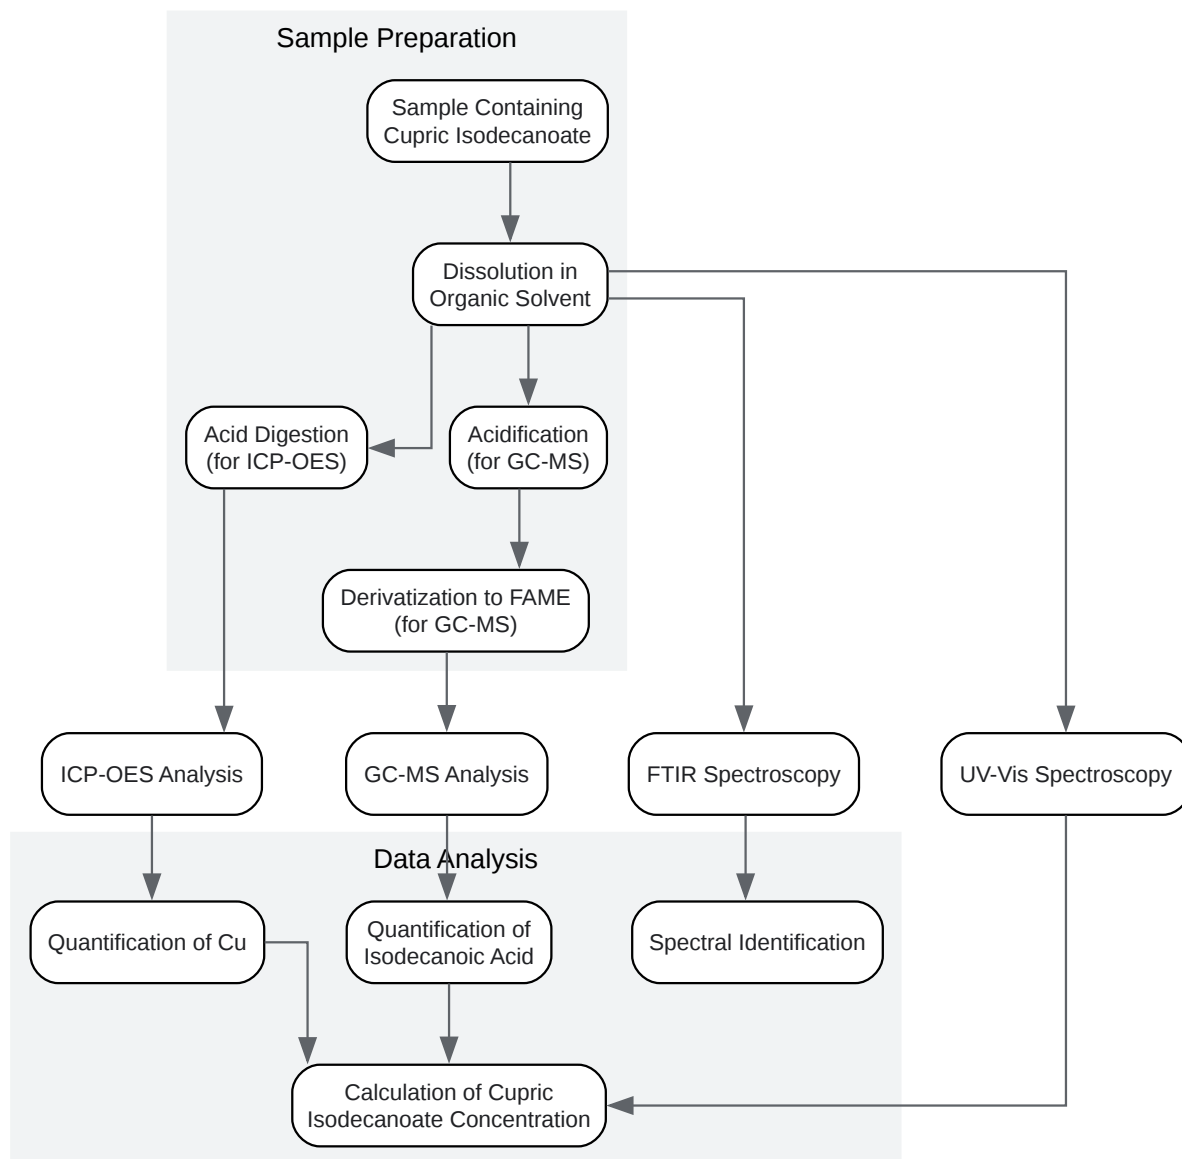 Sample Preparation
Sample Containing
Cupric Isodecanoate
Dissolution in
Organic Solvent
Acid Digestion
(for ICP-OES)
Acidification
(for GC-MS)
Derivatization to FAME
(for GC-MS)
ICP-OES Analysis
GC-MS Analysis
FTIR Spectroscopy
UV-Vis Spectroscopy
Data Analysis
Quantification of Cu
Quantification of
Isodecanoic Acid
Spectral Identification
Calculation of Cupric
Isodecanoate Concentration